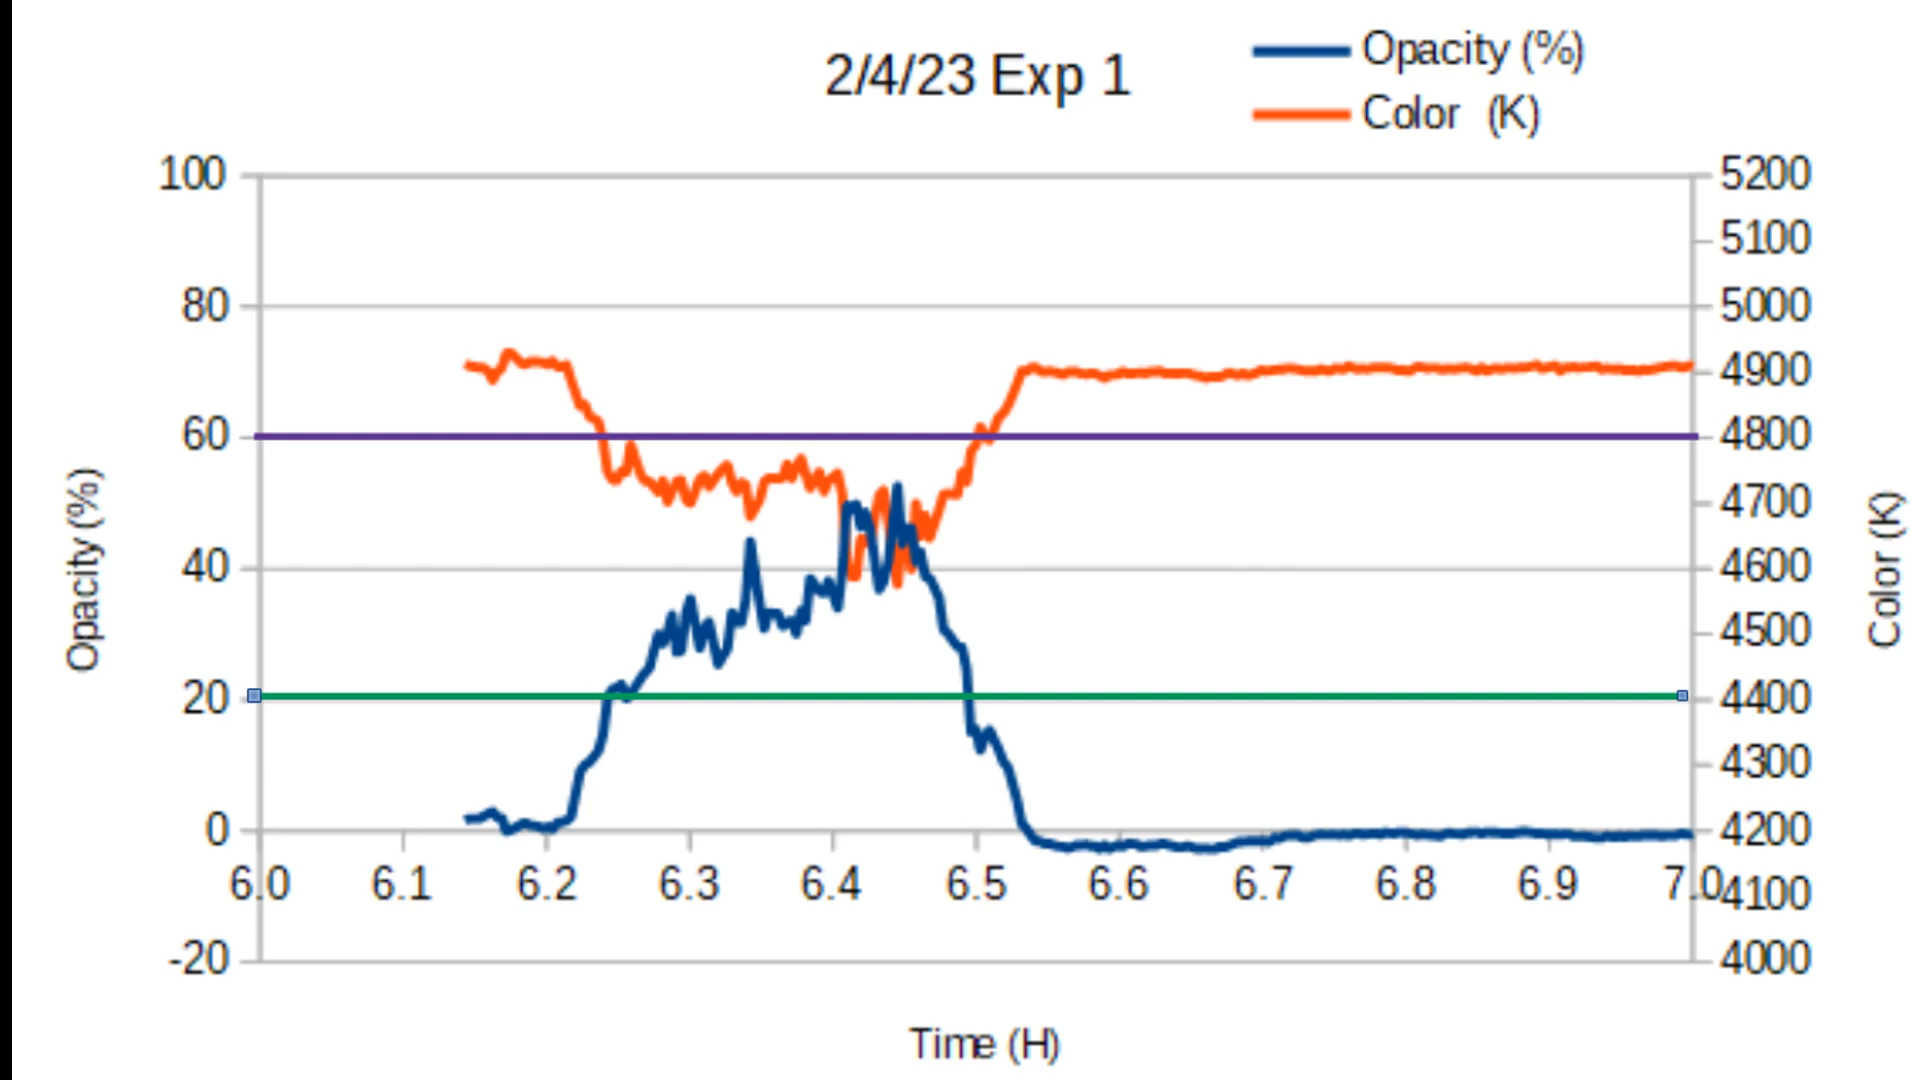 2/4/23 Exp 1
Opacity (%)
Color (K)
100
80
60
40
20
0
-20
Opacity (%)
5200
5100
5000
4900
4800
4700
4600
4500
4400
4300
4200
4100
4000
Color (K)
6.0 6.1 6.2 6.3 6.4 6.5 6.6 6.7 6.8 6.9 7.0
Time (H)